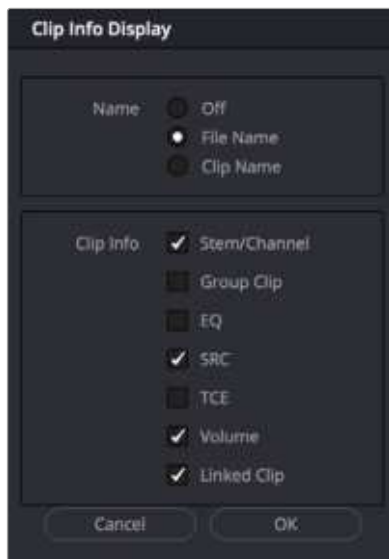 Clip Info Display
Name Off
File Name
Clip Name
Clip Info Stem/Channel
Group Clip
EQ
SRC
TCE
Volume
Linked Clip
Cancel OK